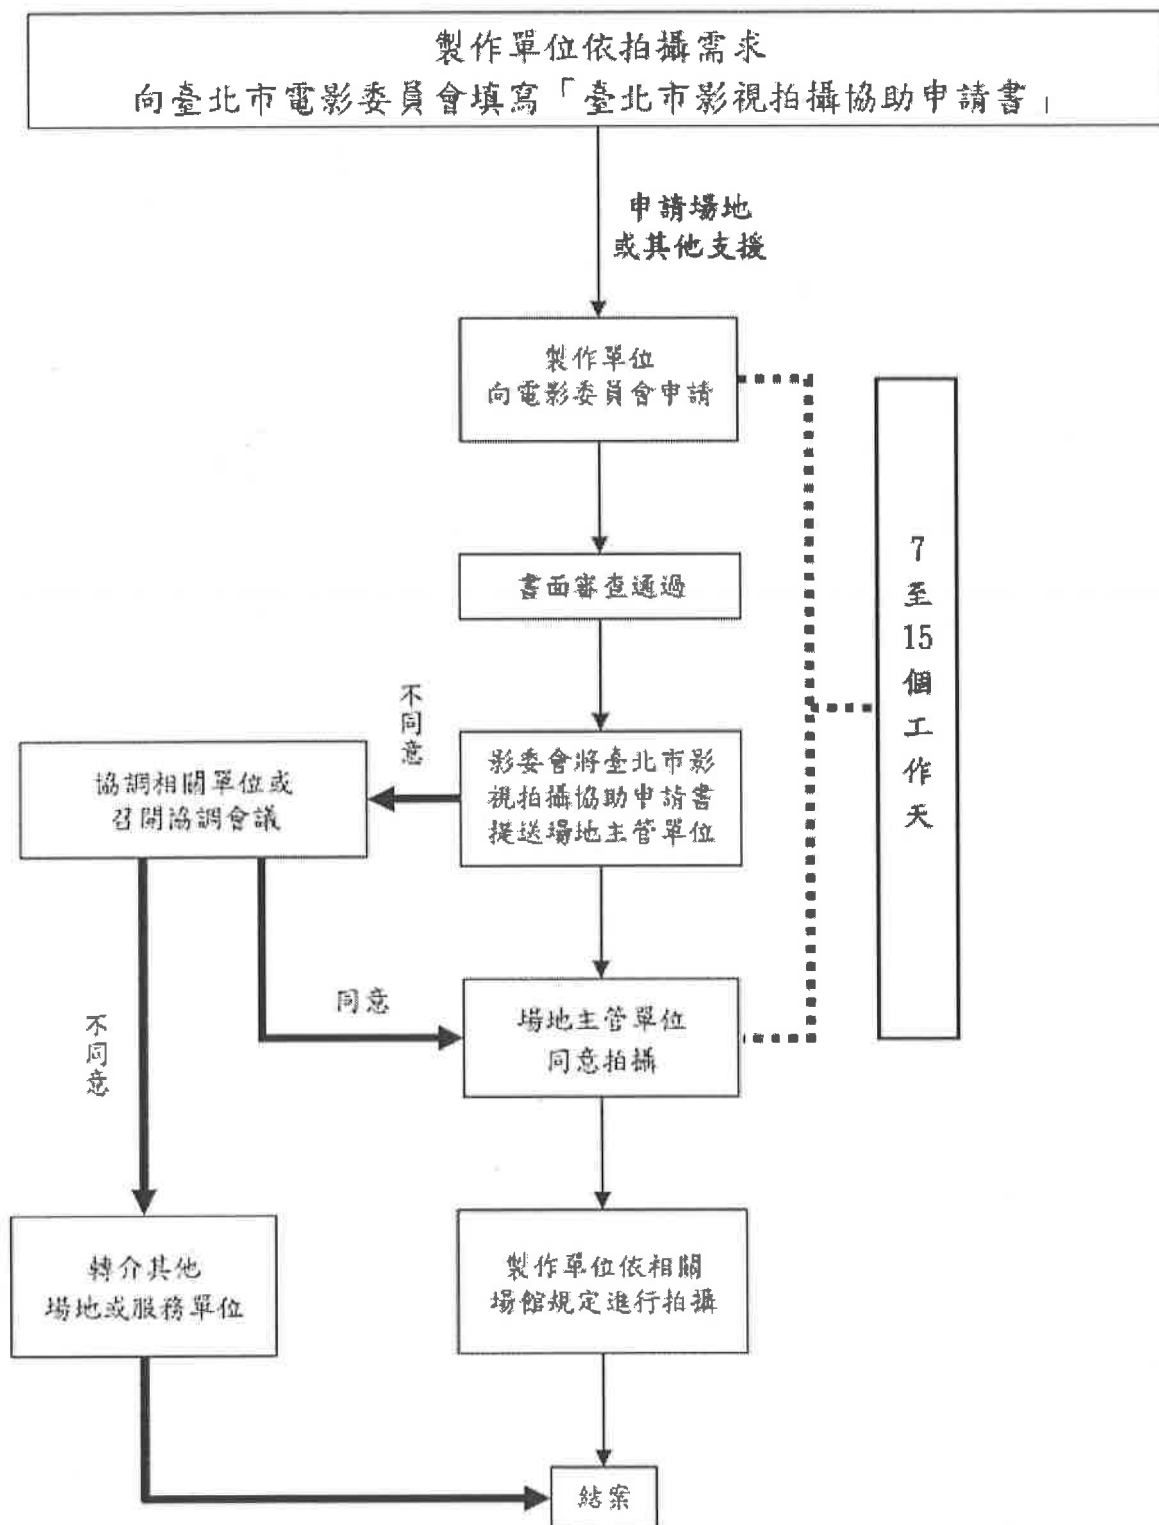 製作單位依拍攝需求
向臺北市電影委員會填寫「臺北市影視拍攝協助申請書」
申請場地
或其他支援
製作單位
向電影委員會申請
書面審查通過
不同意
影委會將臺北市影
視拍攝協助申請書
提送場地主管單位
協調相關單位或
召開協調會議
7至15個工作天
同意
場地主管單位
同意拍攝
不同意
轉介其他
場地或服務單位
製作單位依相關
場館規定進行拍攝
結案